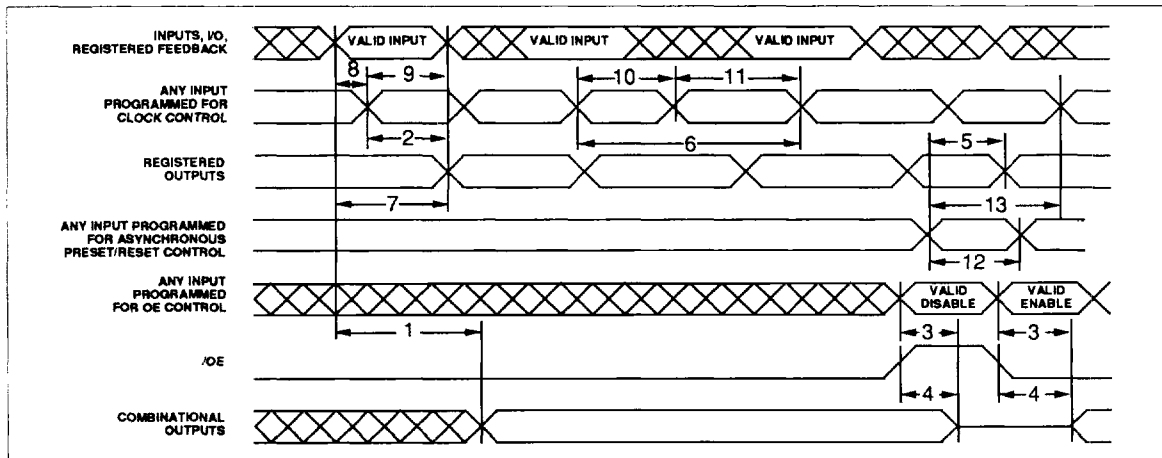 INPUTS, I/O,
REGISTERED FEEDBACK
VALID INPUT
VALID INPUT
VALID INPUT
8
9
10
11
ANY INPUT
PROGRAMMED FOR
CLOCK CONTROL
2
6
5
REGISTERED
OUTPUTS
7
13
ANY INPUT PROGRAMMED
FOR ASYNCHRONOUS
PRESET/RESET CONTROL
12
ANY INPUT
PROGRAMMED
FOR OE CONTROL
VALID
DISABLE
VALID
ENABLE
1
3
3
/OE
4
4
COMBINATIONAL
OUTPUTS